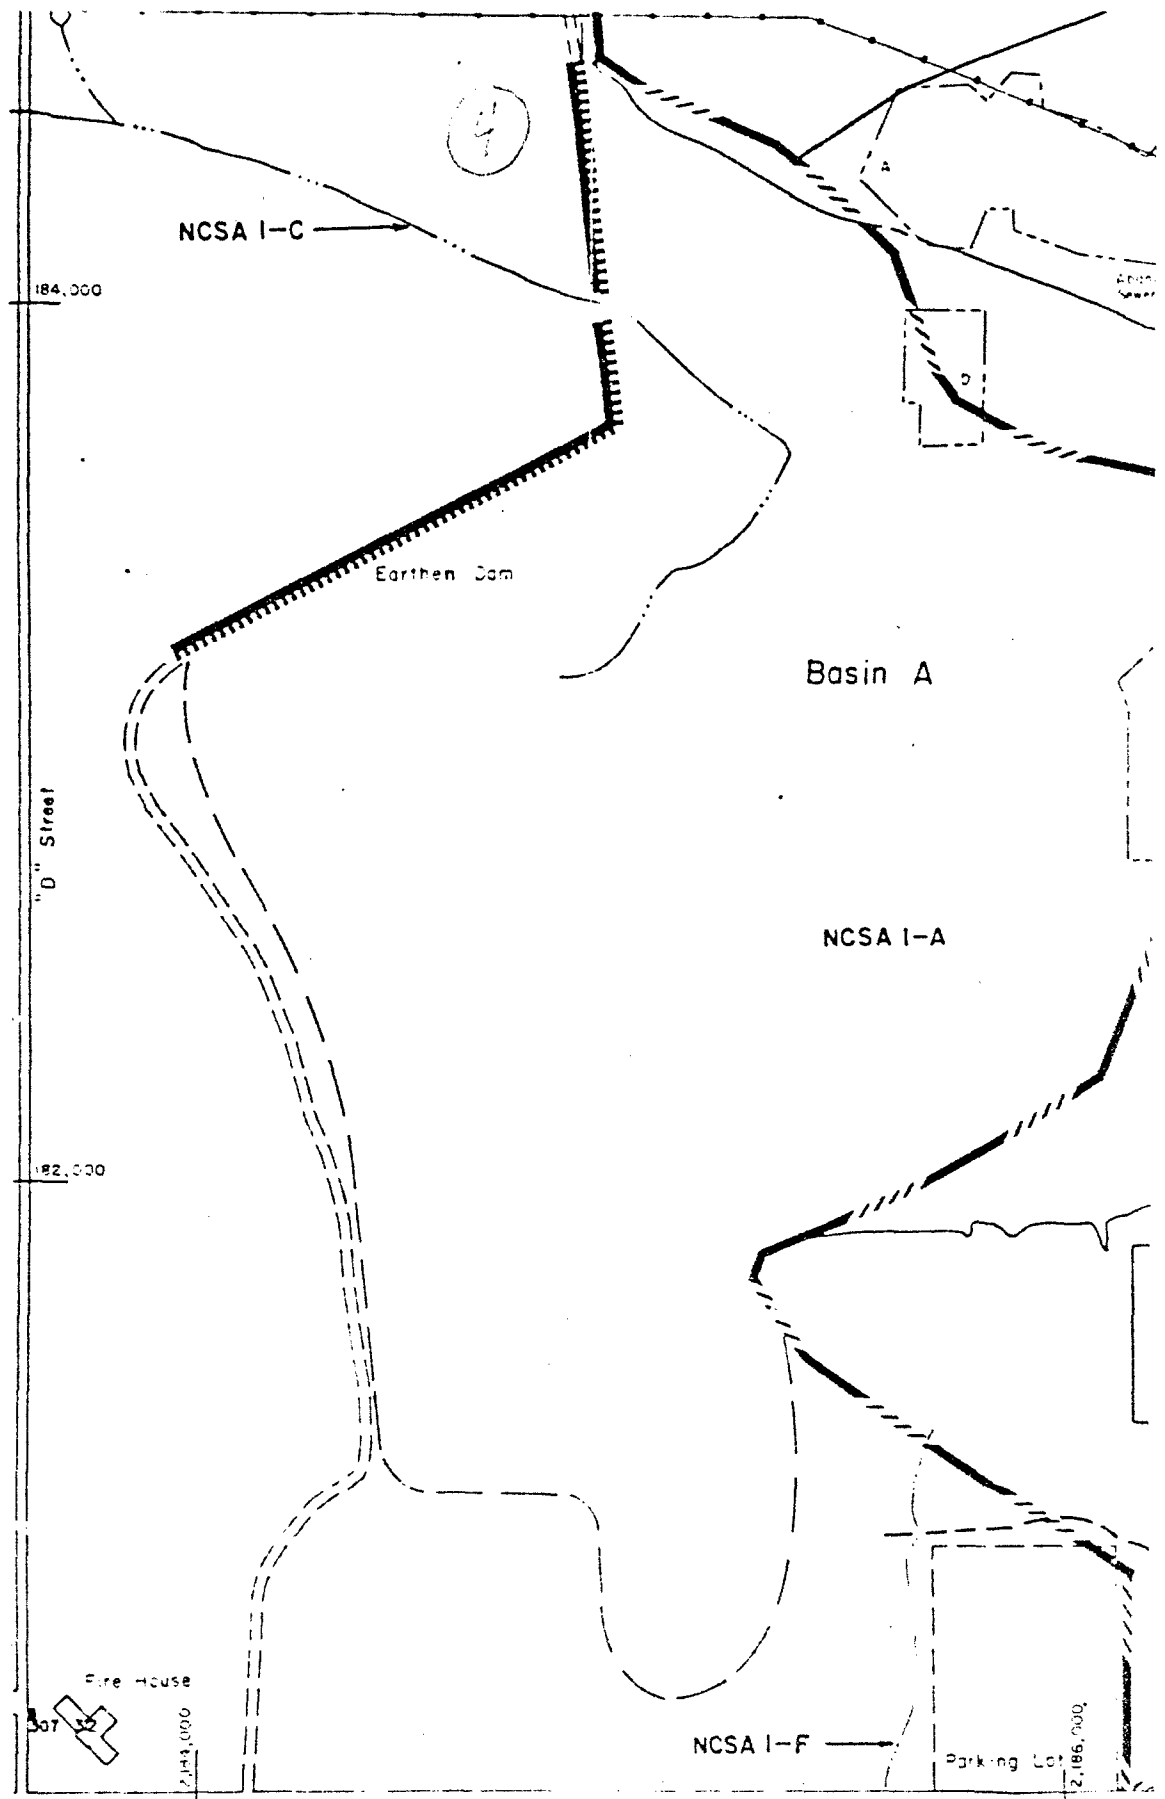 4
NCSA 1-C
A
184,000
D
Earthen Dam
Basin A
"D" Street
NCSA 1-A
182,000
Fire House
307 32
2,184,000
NCSA 1-F
Parking Lot
2,186,000